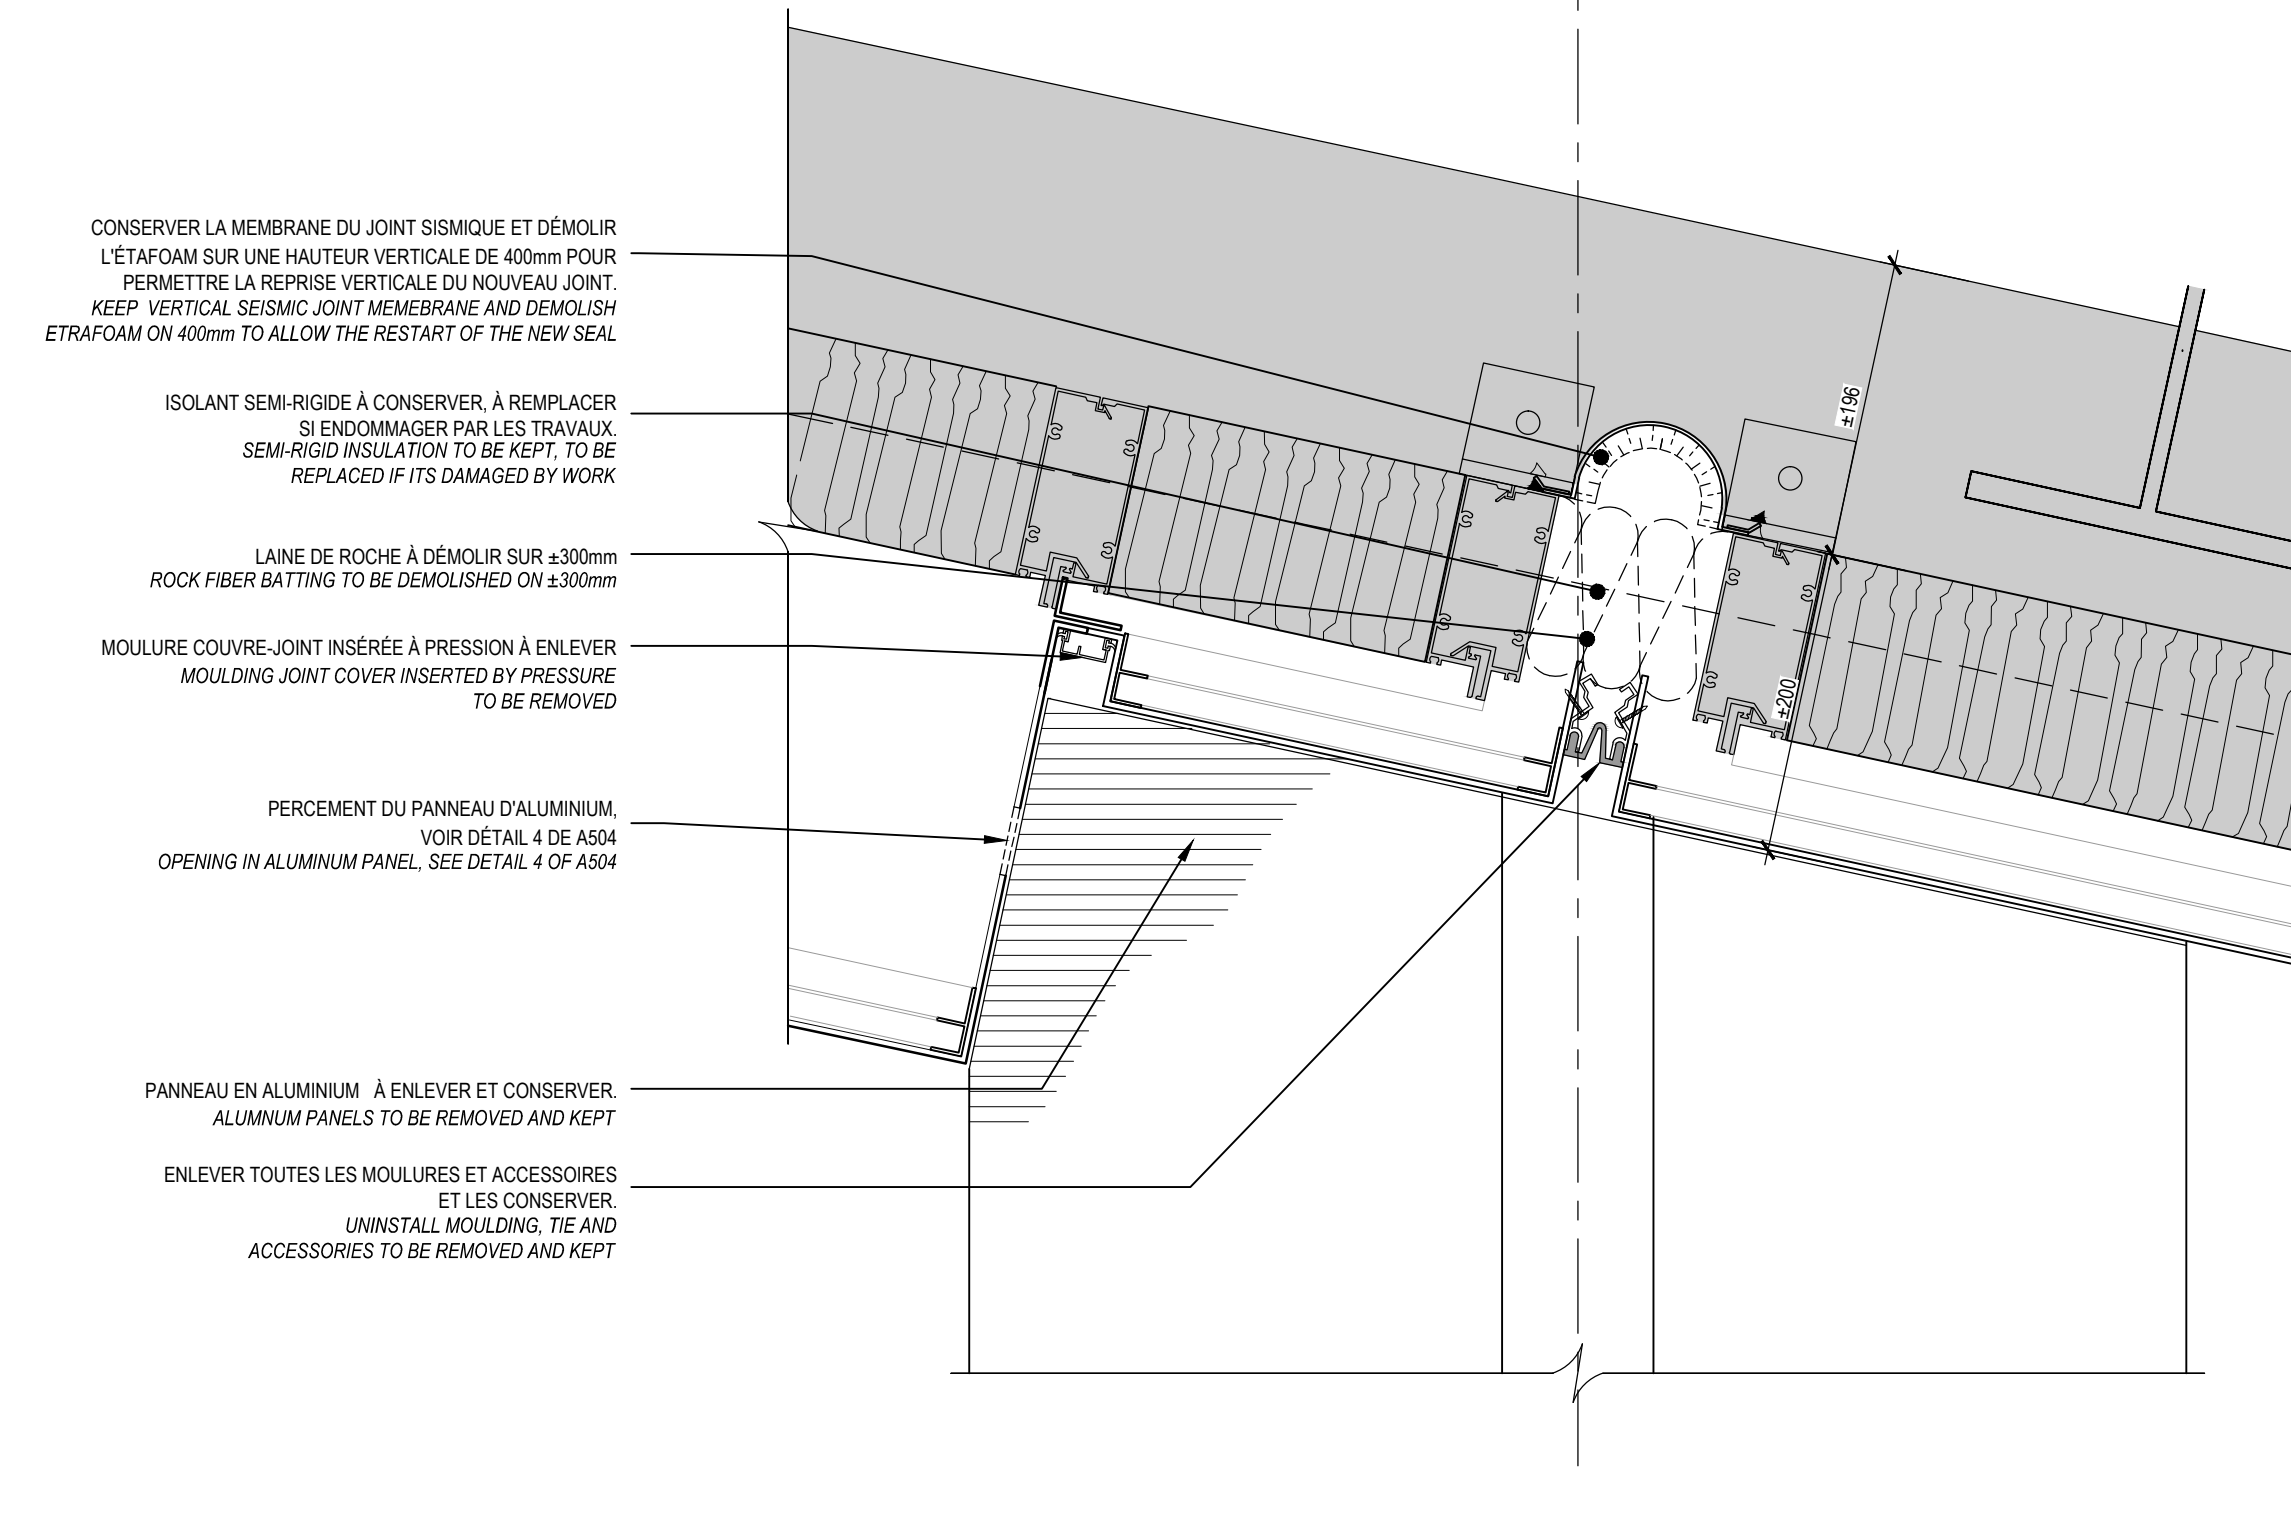 CONSERVER LA MEMBRANE DU JOINT SISMIQUE ET DÉMOLIR
L'ÉTAFOAM SUR UNE HAUTEUR VERTICALE DE 400mm POUR
PERMETTRE LA REPRISE VERTICALE DU NOUVEAU JOINT.
KEEP VERTICAL SEISMIC JOINT MEMEBRANE AND DEMOLISH
ETRAFOAM ON 400mm TO ALLOW THE RESTART OF THE NEW SEAL
ISOLANT SEMI-RIGIDE À CONSERVER, À REMPLACER
SI ENDOMMAGER PAR LES TRAVAUX.
SEMI-RIGID INSULATION TO BE KEPT, TO BE
REPLACED IF ITS DAMAGED BY WORK
LAINE DE ROCHE À DÉMOLIR SUR ±300mm
ROCK FIBER BATTING TO BE DEMOLISHED ON ±300mm
MOULURE COUVRE-JOINT INSÉRÉE À PRESSION À ENLEVER
MOULDING JOINT COVER INSERTED BY PRESSURE
TO BE REMOVED
PERCEMENT DU PANNEAU D'ALUMINIUM,
VOIR DÉTAIL 4 DE A504
OPENING IN ALUMINUM PANEL, SEE DETAIL 4 OF A504
PANNEAU EN ALUMINIUM À ENLEVER ET CONSERVER.
ALUMNUM PANELS TO BE REMOVED AND KEPT
ENLEVER TOUTES LES MOULURES ET ACCESSOIRES
ET LES CONSERVER.
UNINSTALL MOULDING, TIE AND
ACCESSORIES TO BE REMOVED AND KEPT
±196
±200